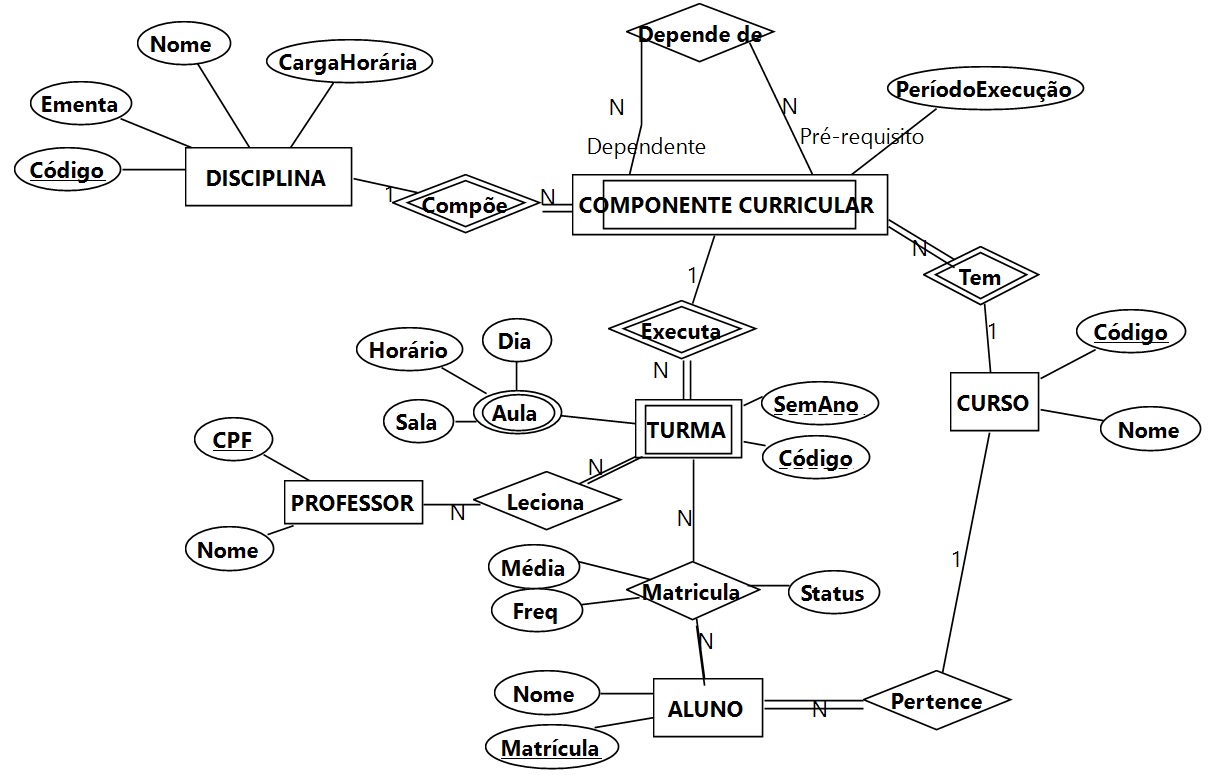 Depende de
Nome
CargaHorária
PeríodoExecução
Ementa
N
N
Dependente
Pré-requisito
Código
DISCIPLINA
1
Compõe
N
COMPONENTE CURRICULAR
N
Tem
1
Executa
1
Código
Dia
Horário
N
SemAno
CURSO
Aula
Sala
TURMA
Nome
CPF
Código
N
PROFESSOR
N
Leciona
N
Nome
1
Média
Matricula
Status
Freq
N
Nome
ALUNO
N
Pertence
Matrícula